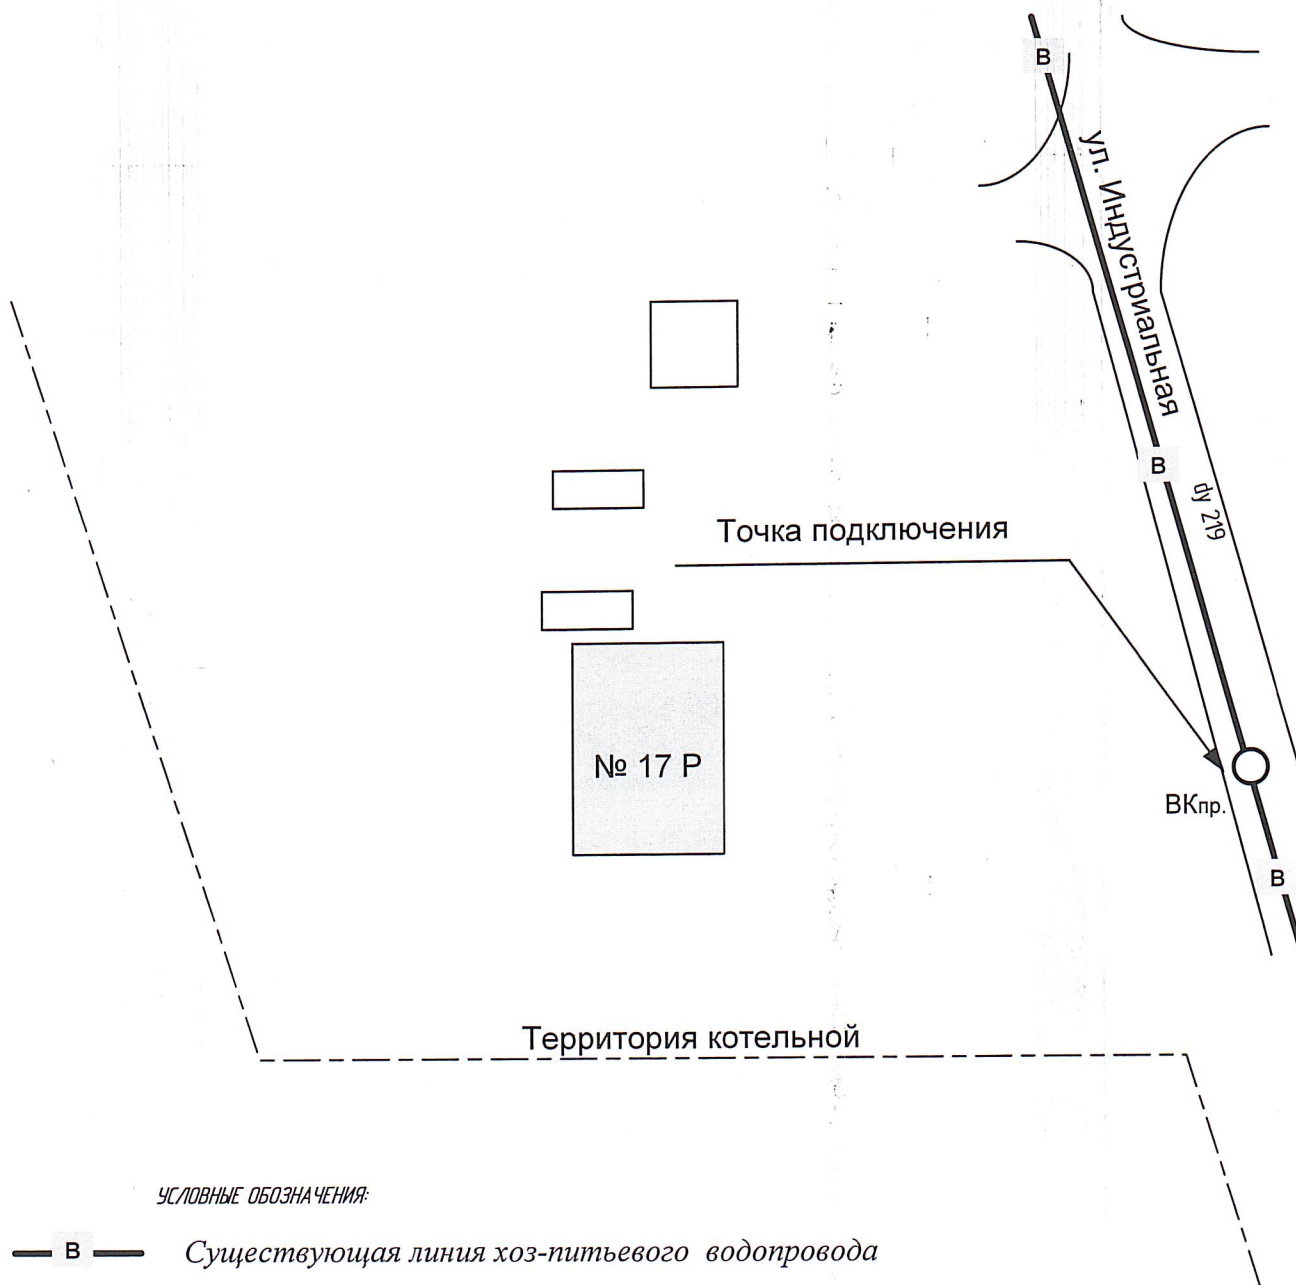 В
ул. Индустриальная
В
dy 219
Точка подключения
№ 17 Р
ВКпр.
В
Территория котельной
УСЛОВНЫЕ ОБОЗНАЧЕНИЯ:
В Существующая линия хоз-питьевого водопровода